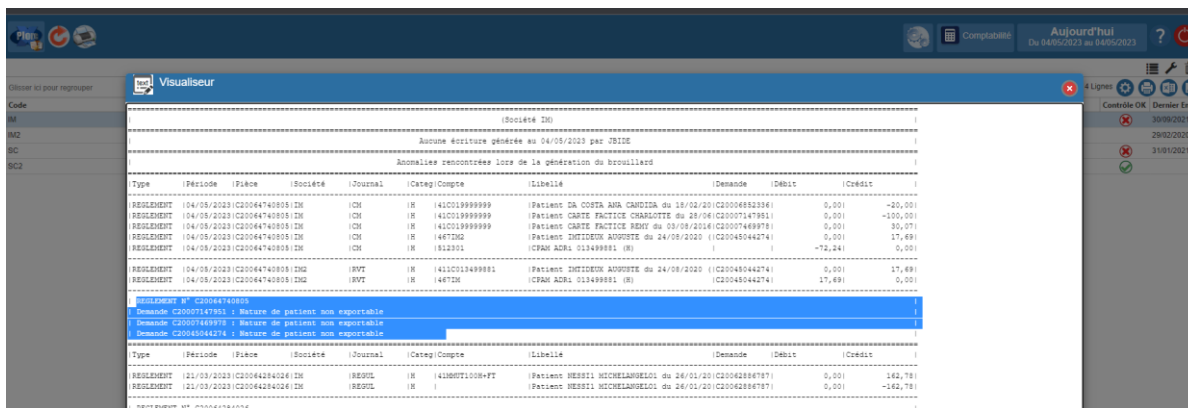 Comptabilité
Aujourd'hui
Du 04/05/2023 au 04/05/2023
?
Glisser ici pour regrouper
4 Lignes
Code
Contrôle OK
IM
30/09/2021
IM2
29/02/2020
SC
31/01/2021
SC2
Visualiseur
(Société IM)
Aucune écriture générée au 04/05/2023 par JBIDE
Anomalies rencontrées lors de la génération du brouillard
|Type |Période |Pièce |Société |Journal |Categ|Compte |Libellé |Demande |Débit |Crédit |
|REGLEMENT |04/05/2023|C20064740805|IM |CM |H |41C019999999 |Patient DA COSTA ANA CANDIDA du 18/02/20|C20006852336| 0,00| -20,00|
|REGLEMENT |04/05/2023|C20064740805|IM |CM |H |41C019999999 |Patient CARTE FACTICE CHARLOTTE du 28/06|C20007147951| 0,00| -100,00|
|REGLEMENT |04/05/2023|C20064740805|IM |CM |H |41C019999999 |Patient CARTE FACTICE REMY du 03/08/2016|C20007469978| 0,00| 30,07|
|REGLEMENT |04/05/2023|C20064740805|IM |CM |H |467IM2 |Patient IMTIDEUX AUGUSTE du 24/08/2020 (|C20045044274| 0,00| 17,69|
|REGLEMENT |04/05/2023|C20064740805|IM |CM |H |512301 |CPAM ADRi 013499881 (H) | | -72,24| 0,00|
|REGLEMENT |04/05/2023|C20064740805|IM2 |RVT |H |411C013499881 |Patient IMTIDEUX AUGUSTE du 24/08/2020 (|C20045044274| 0,00| 17,69|
|REGLEMENT |04/05/2023|C20064740805|IM2 |RVT |H |467IM |CPAM ADRi 013499881 (H) |C20045044274| 17,69| 0,00|
| REGLEMENT N° C20064740805 |
| Demande C20007147951 : Nature de patient non exportable |
| Demande C20007469978 : Nature de patient non exportable |
| Demande C20045044274 : Nature de patient non exportable |
|Type |Période |Pièce |Société |Journal |Categ|Compte |Libellé |Demande |Débit |Crédit |
|REGLEMENT |21/03/2023|C20064284026|IM |REGUL |H |41MMUT100H+FT |Patient NESSI1 MICHELANGELO1 du 26/01/20|C20062886787| 0,00| 162,78|
|REGLEMENT |21/03/2023|C20064284026|IM |REGUL |H | |Patient NESSI1 MICHELANGELO1 du 26/01/20|C20062886787| 0,00| -162,78|
| REGLEMENT N° C20064284026